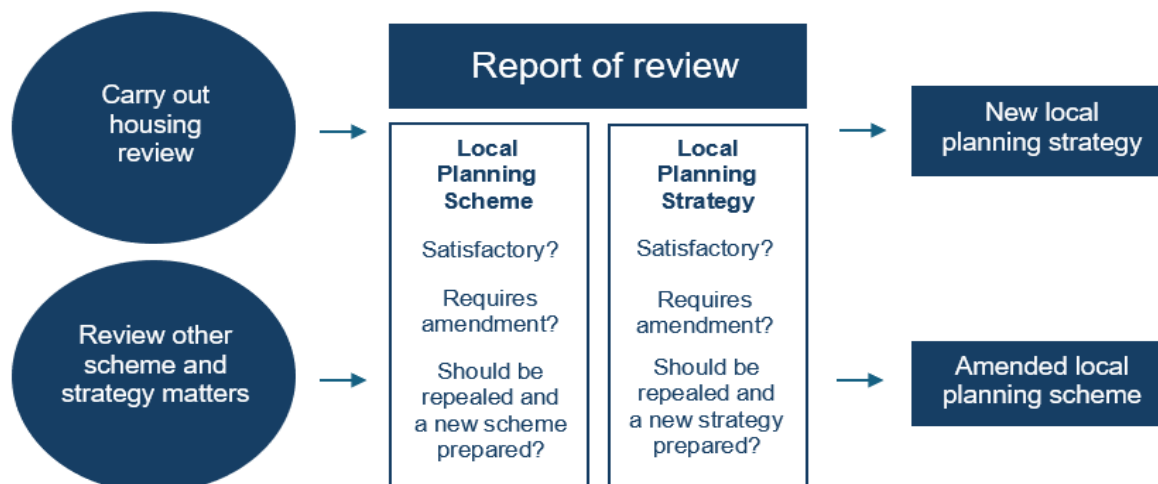 Carry out
housing
review
Review other
scheme and
strategy matters
Report of review
Local
Planning
Scheme
Satisfactory?
Requires
amendment?
Should be
repealed and
a new scheme
prepared?
Local
Planning
Strategy
Satisfactory?
Requires
amendment?
Should be
repealed and
a new strategy
prepared?
New local
planning strategy
Amended local
planning scheme